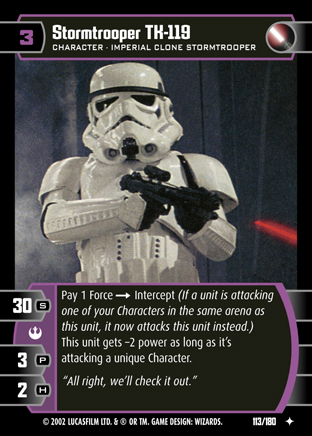 3 Stormtrooper TK-119
CHARACTER · IMPERIAL CLONE STORMTROOPER
30 S
3 P
2 H
Pay 1 Force → Intercept (If a unit is attacking
one of your Characters in the same arena as
this unit, it now attacks this unit instead.)
This unit gets –2 power as long as it's
attacking a unique Character.
“All right, we'll check it out.”
© 2002 LUCASFILM LTD. & ® OR TM. GAME DESIGN: WIZARDS. 113/180